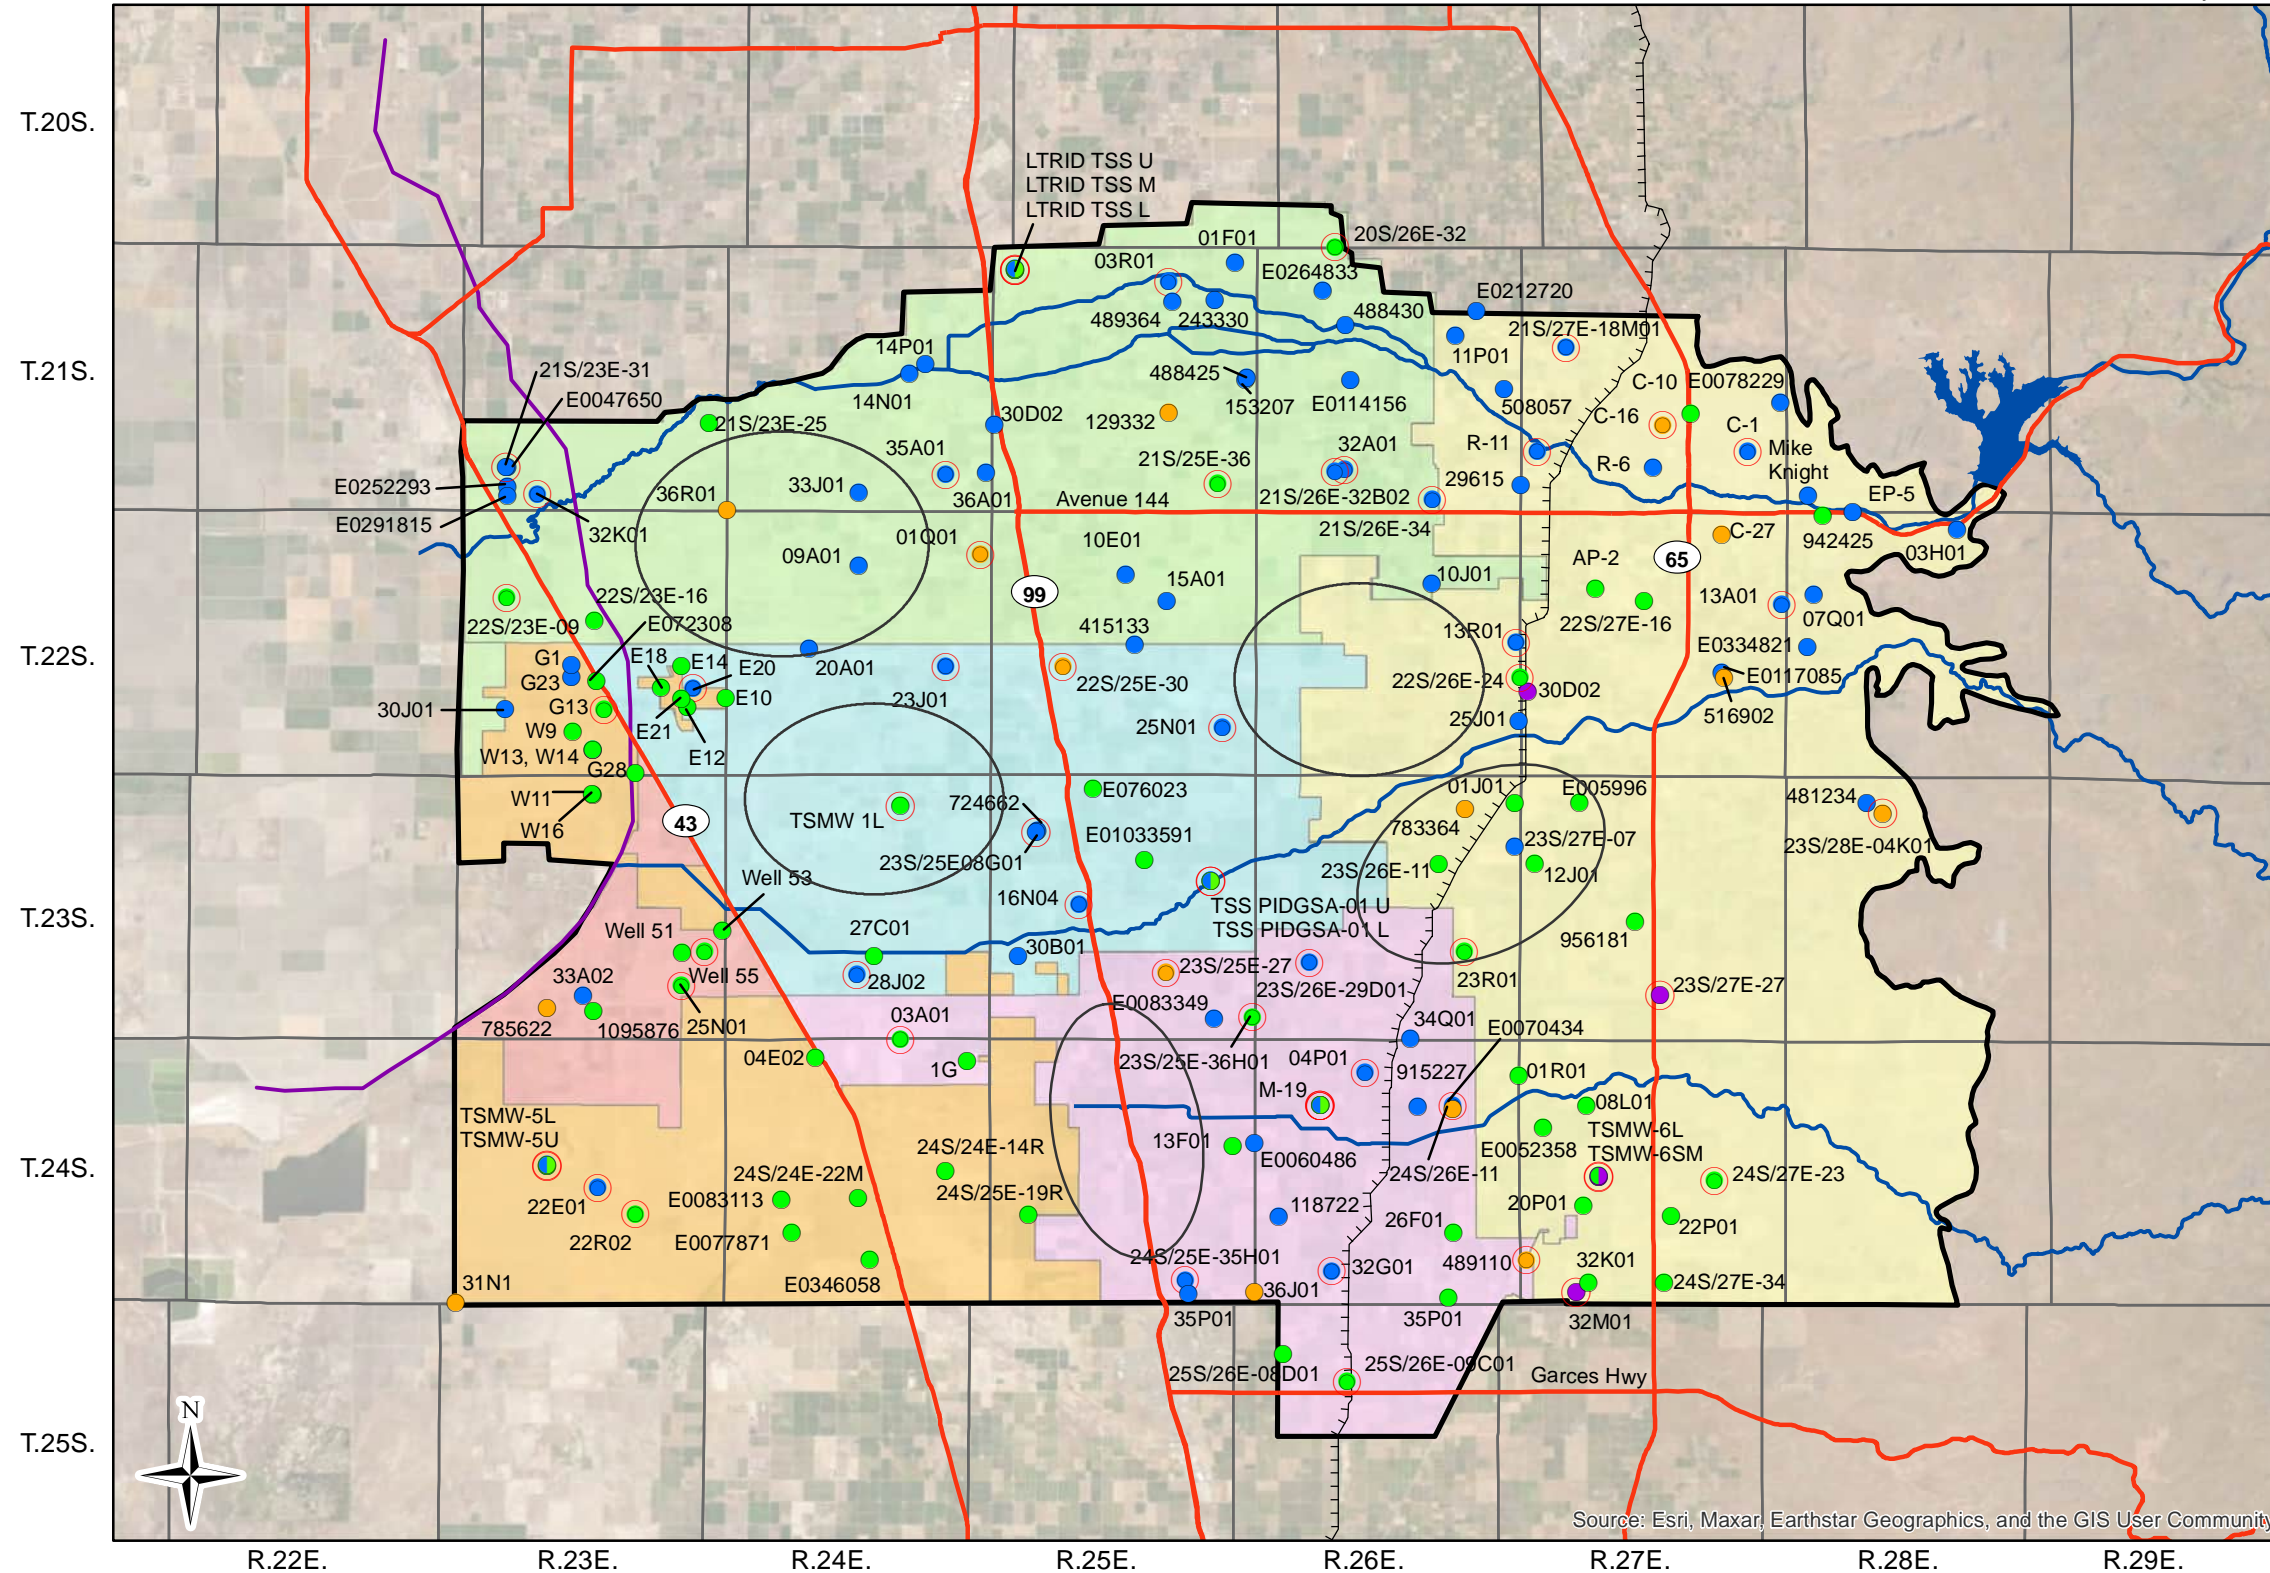 T.20S.
T.21S.
T.22S.
T.23S.
T.24S.
T.25S.
LTRID TSS U
LTRID TSS M
LTRID TSS L
01F01
20S/26E-32
03R01
E0264833
E0212720
489364
243330
488430
21S/27E-18M01
14P01
11P01
21S/23E-31
E0047650
14N01
488425
153207
E0114156
508057
C-10
E0078229
C-16
C-1
30D02
129332
21S/23E-25
35A01
32A01
R-11
R-6
Mike
Knight
21S/25E-36
E0252293
36R01
33J01
36A01
Avenue 144
21S/26E-32B02
29615
EP-5
E0291815
32K01
01Q01
21S/26E-34
C-27
942425
03H01
10E01
09A01
99
65
AP-2
15A01
10J01
22S/23E-16
22S/23E-09
E072308
415133
13R01
22S/27E-16
13A01
07Q01
E0334821
G1
E18
E14
E20
20A01
G23
22S/25E-30
22S/26E-24
30D02
E0117085
30J01
G13
E10
23J01
516902
W9
E21
25N01
25J01
W13, W14
E12
G28
W11
724662
E076023
01J01
E005996
481234
W16
43
TSMW 1L
E01033591
783364
23S/27E-07
23S/25E08G01
23S/28E-04K01
23S/26E-11
12J01
Well 53
16N04
TSS PIDGSA-01 U
TSS PIDGSA-01 L
Well 51
27C01
30B01
956181
33A02
Well 55
28J02
23S/25E-27
23R01
23S/27E-27
23S/26E-29D01
785622
1095876
25N01
03A01
E0083349
34Q01
E0070434
04E02
1G
23S/25E-36H01
04P01
915227
01R01
M-19
08L01
TSMW-5L
TSMW-5U
TSMW-6L
TSMW-6SM
13F01
E0060486
E0052358
24S/24E-14R
24S/26E-11
24S/27E-23
24S/24E-22M
22E01
E0083113
24S/25E-19R
118722
20P01
22P01
22R02
E0077871
26F01
24S/25E-35H01
32G01
489110
32K01
31N1
E0346058
36J01
24S/27E-34
35P01
35P01
32M01
25S/26E-08D01
25S/26E-09C01
Garces Hwy
N
Source: Esri, Maxar, Earthstar Geographics, and the GIS User Community
R.22E.
R.23E.
R.24E.
R.25E.
R.26E.
R.27E.
R.28E.
R.29E.